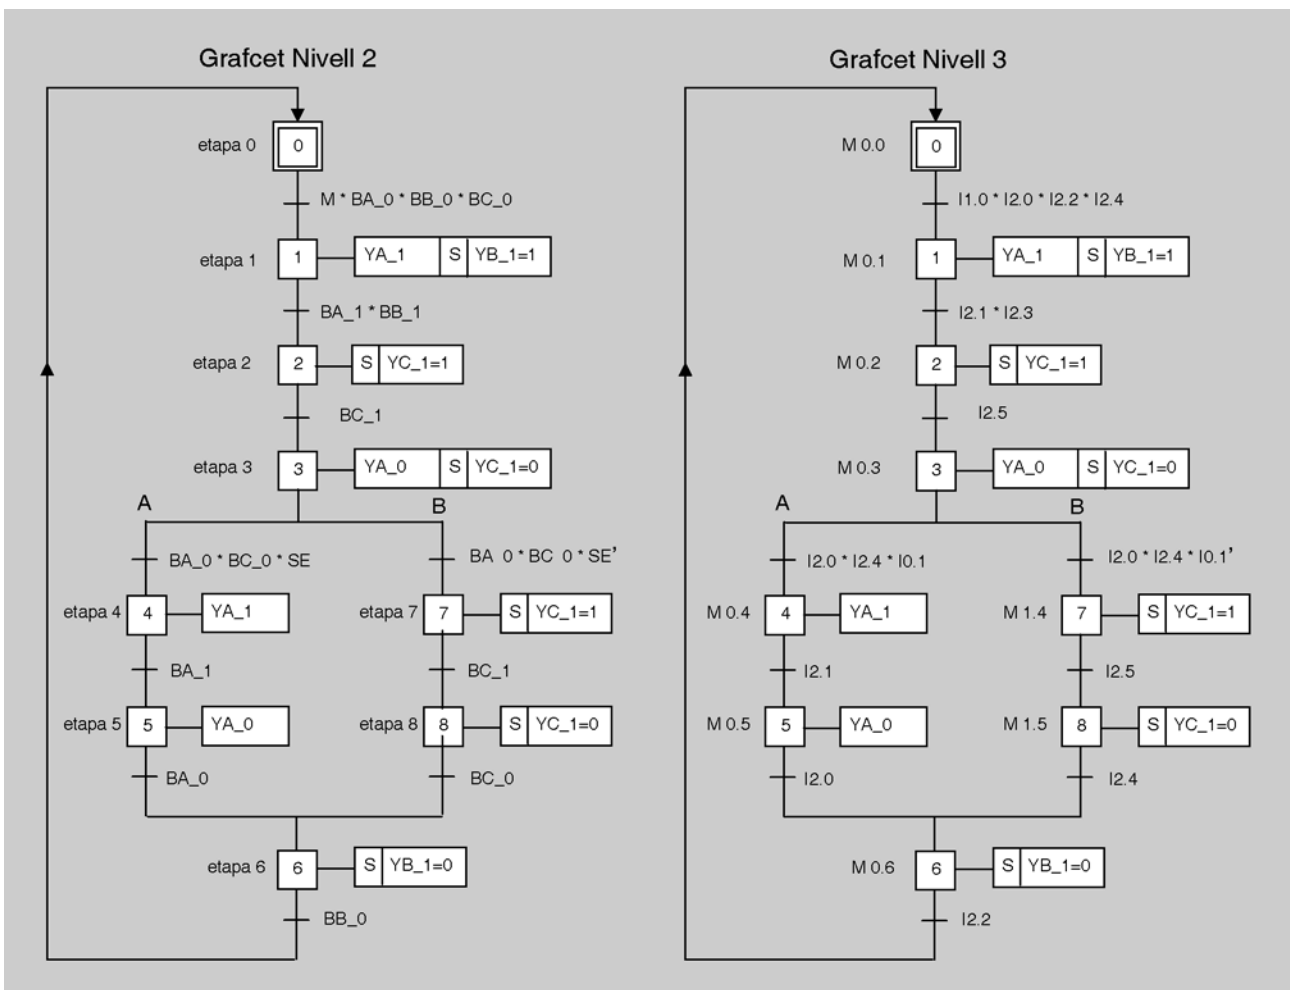 Grafcet Nivell 2
etapa 0
0
M * BA_0 * BB_0 * BC_0
etapa 1
1
YA_1 S YB_1=1
BA_1 * BB_1
etapa 2
2
S YC_1=1
BC_1
etapa 3
3
YA_0 S YC_1=0
A B
BA_0 * BC_0 * SE
BA 0 * BC 0 * SE'
etapa 4
4
YA_1
etapa 7
7
S YC_1=1
BA_1
BC_1
etapa 5
5
YA_0
etapa 8
8
S YC_1=0
BA_0
BC_0
etapa 6
6
S YB_1=0
BB_0
Grafcet Nivell 3
M 0.0
0
I1.0 * I2.0 * I2.2 * I2.4
M 0.1
1
YA_1 S YB_1=1
I2.1 * I2.3
M 0.2
2
S YC_1=1
I2.5
M 0.3
3
YA_0 S YC_1=0
A B
I2.0 * I2.4 * I0.1
I2.0 * I2.4 * I0.1'
M 0.4
4
YA_1
M 1.4
7
S YC_1=1
I2.1
I2.5
M 0.5
5
YA_0
M 1.5
8
S YC_1=0
I2.0
I2.4
M 0.6
6
S YB_1=0
I2.2